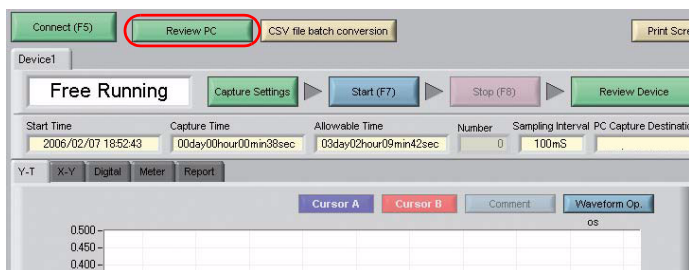 Connect (F5) Review PC CSV file batch conversion Print Scre
Device1
Free Running Capture Settings Start (F7) Stop (F8) Review Device
Start Time Capture Time Allowable Time Number Sampling Interval PC Capture Destinatio
2006/02/07 18:52:43 00day00hour00min38sec 03day02hour09min42sec 0 100mS
Y-T X-Y Digital Meter Report
Cursor A Cursor B Comment Waveform Op.
os
0.500
0.450
0.400